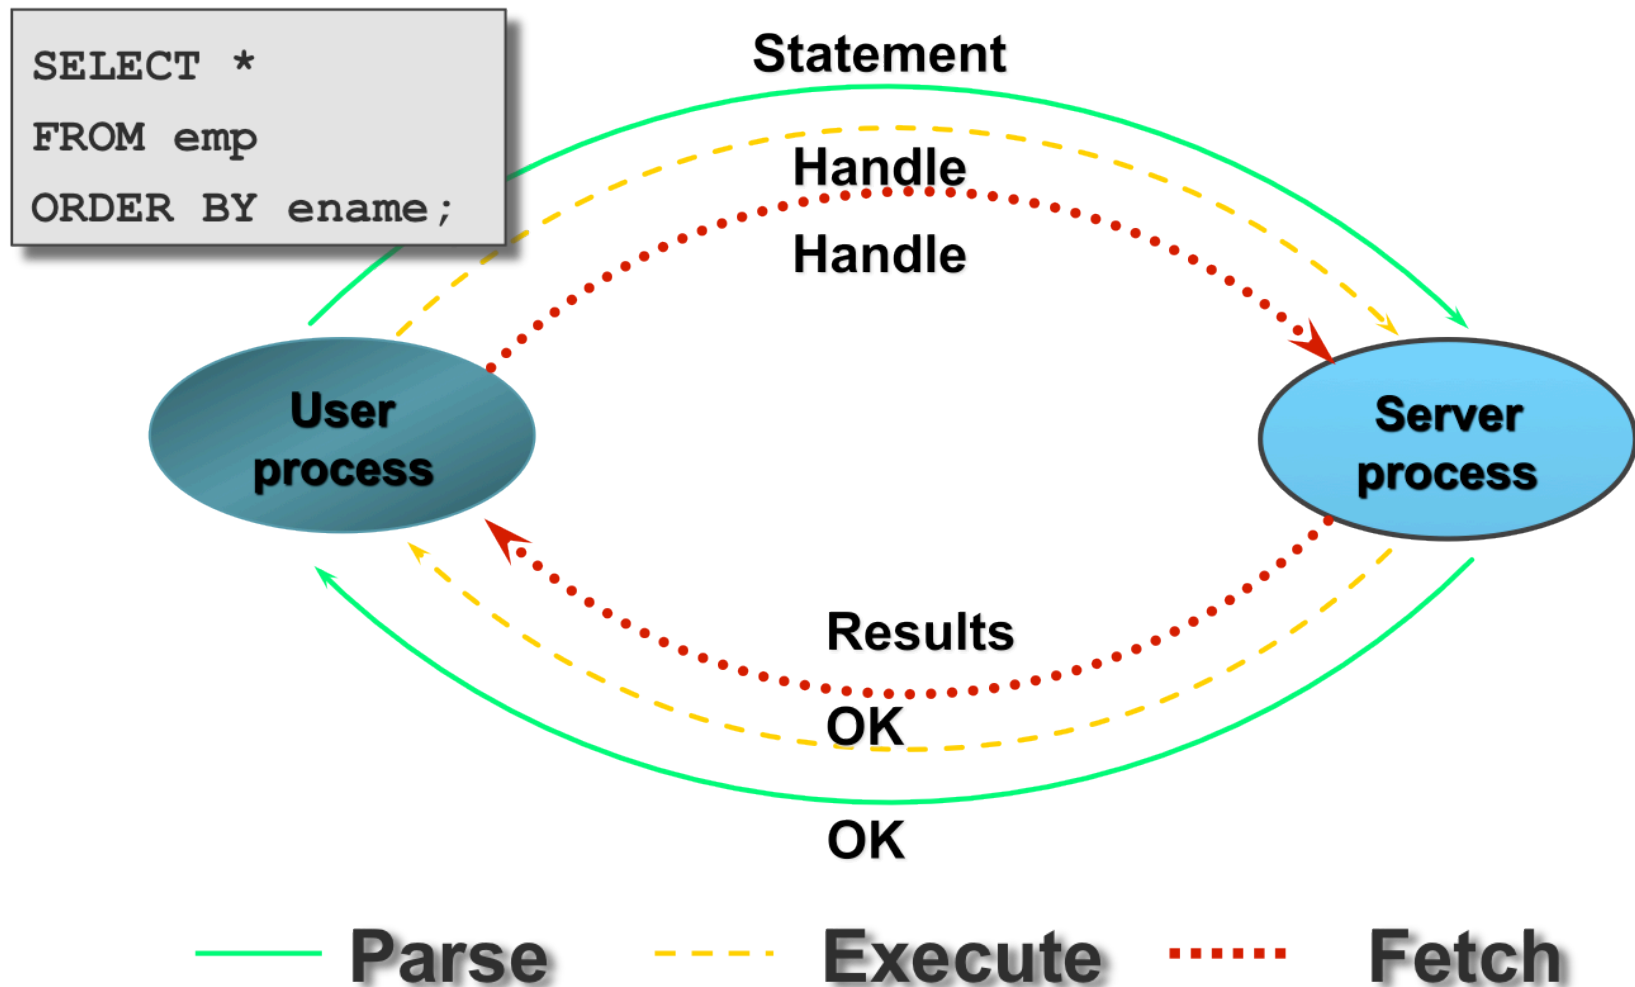 SELECT *
FROM emp
ORDER BY ename;
Statement
Handle
Handle
User
process
Server
process
Results
OK
OK
Parse
Execute
Fetch